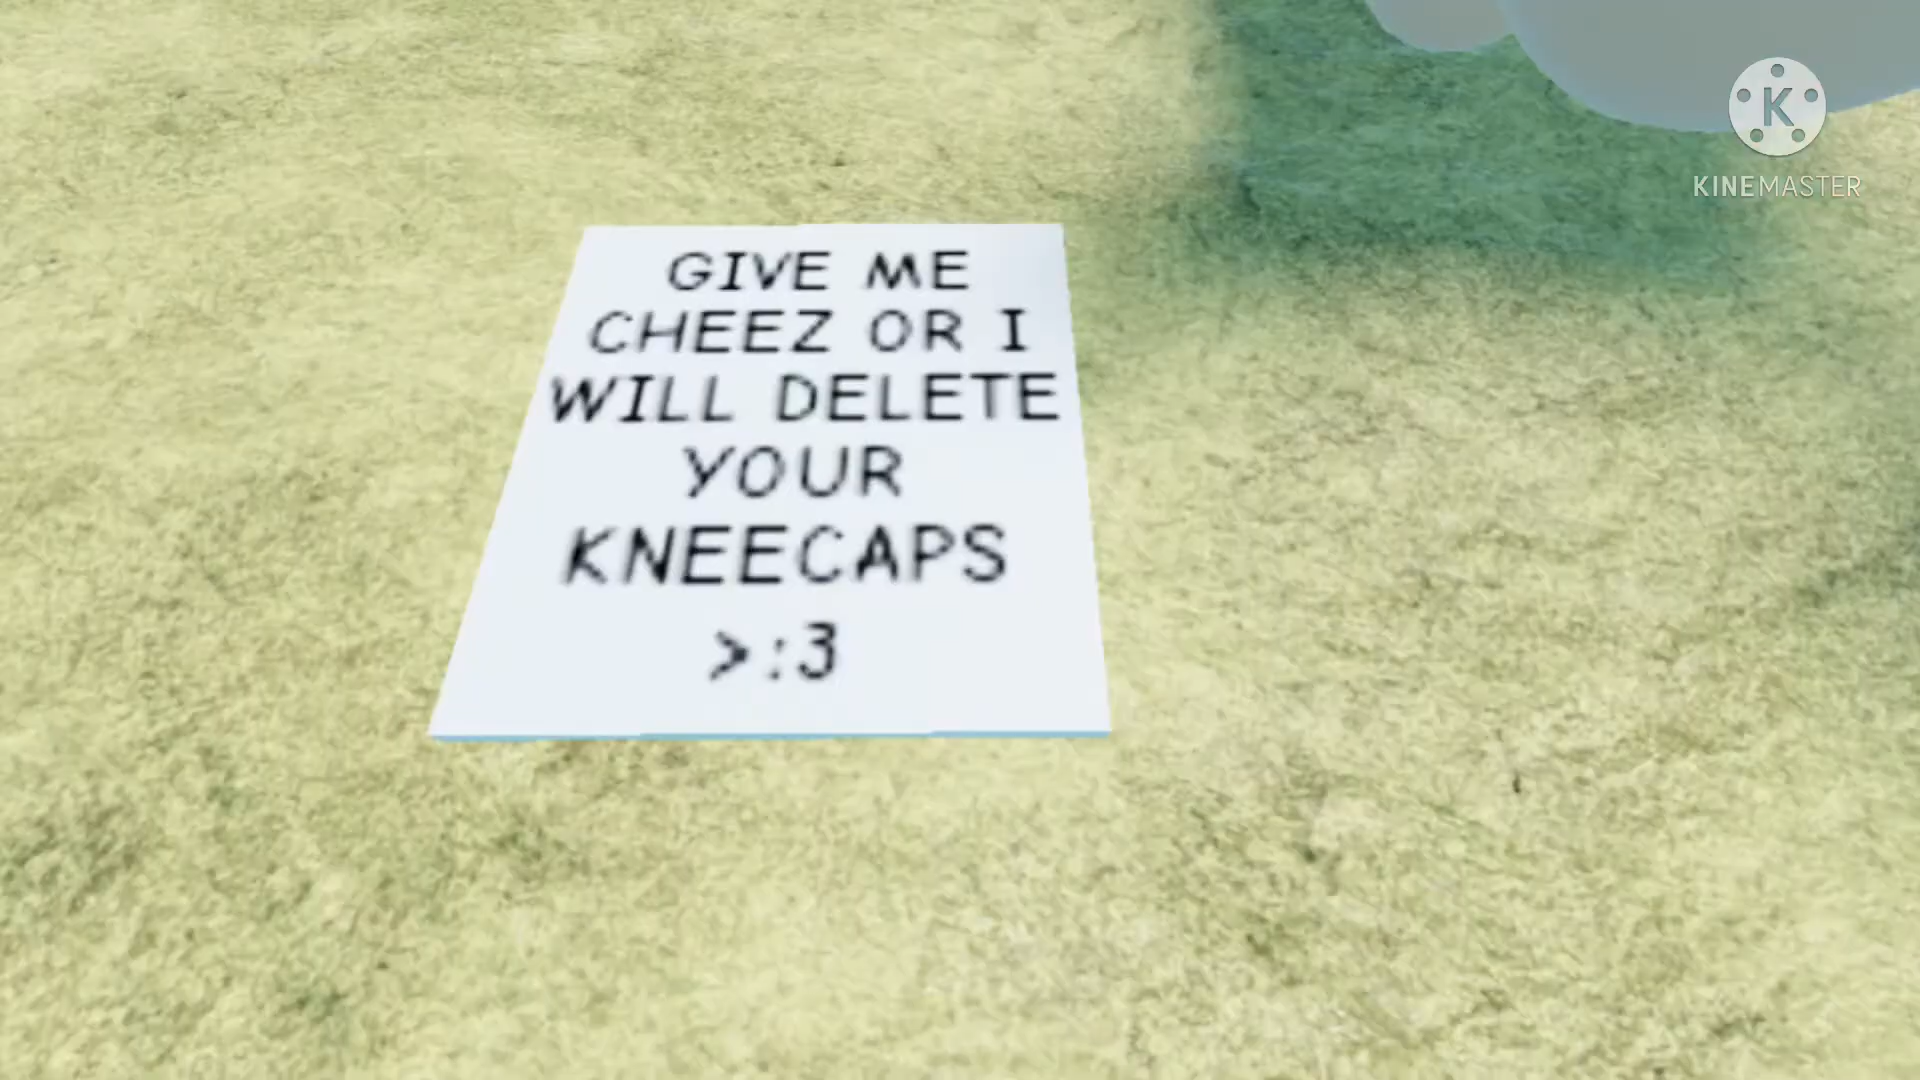 GIVE ME
CHEEZ OR I
WILL DELETE
YOUR
KNEECAPS
>:3
K
KINEMASTER